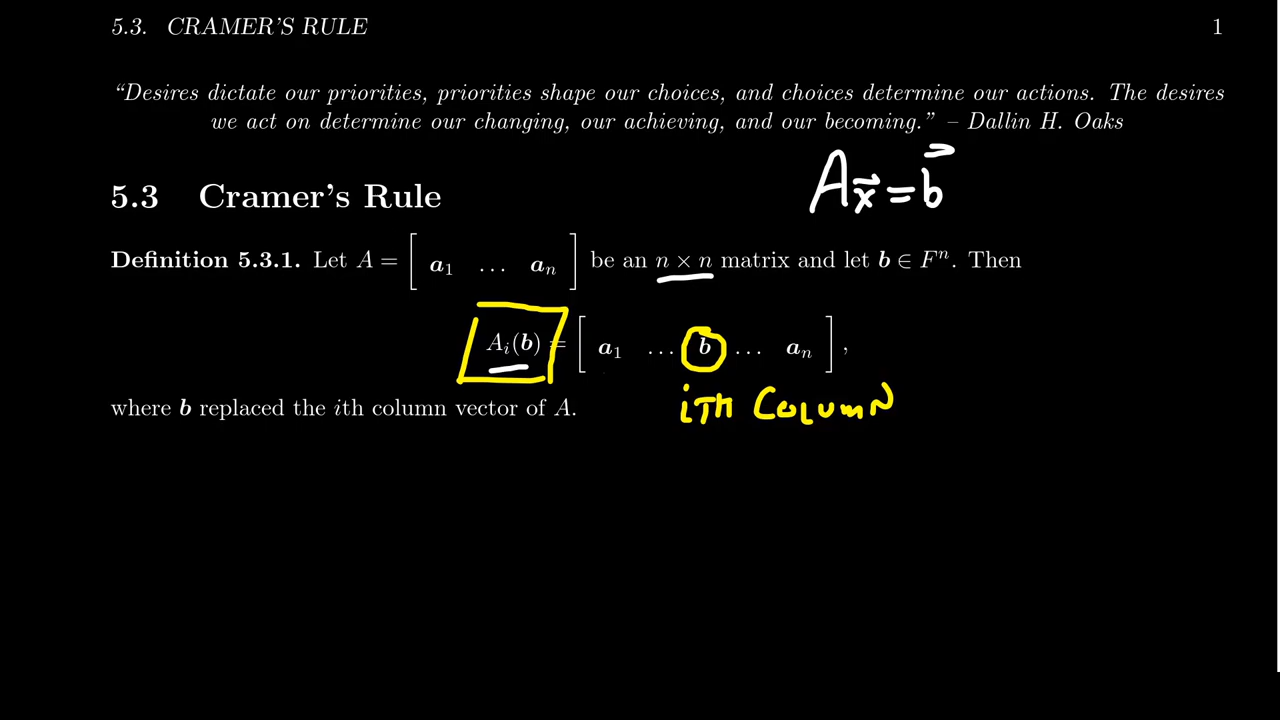 5.3. CRAMER'S RULE 1
“Desires dictate our priorities, priorities shape our choices, and choices determine our actions. The desires
we act on determine our changing, our achieving, and our becoming.” – Dallin H. Oaks
A x⃗ = b⃗
5.3 Cramer's Rule
Definition 5.3.1. Let A = [ a₁ … aₙ ] be an n × n matrix and let b ∈ Fⁿ. Then
Aᵢ(b) = [ a₁ … b … aₙ ] ,
where b replaced the ith column vector of A.
iTH COLUMN